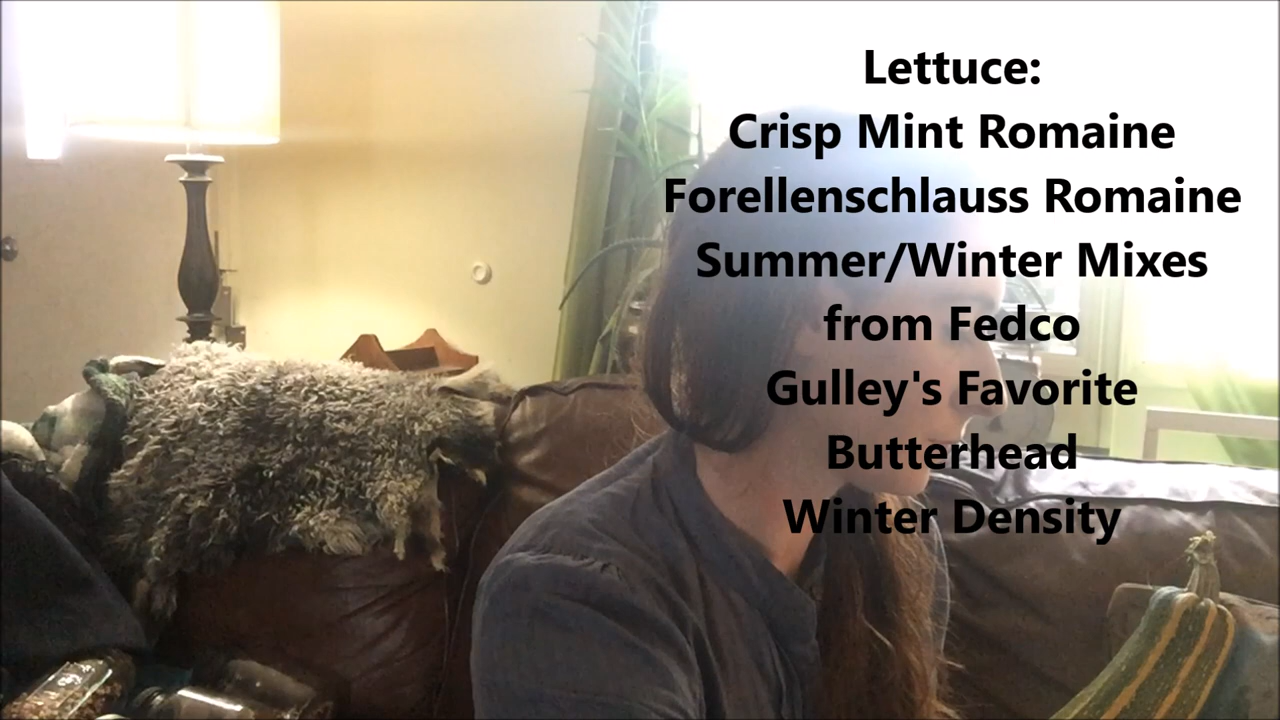 Lettuce:
Crisp Mint Romaine
Forellenschlauss Romaine
Summer/Winter Mixes
from Fedco
Gulley's Favorite
Butterhead
Winter Density